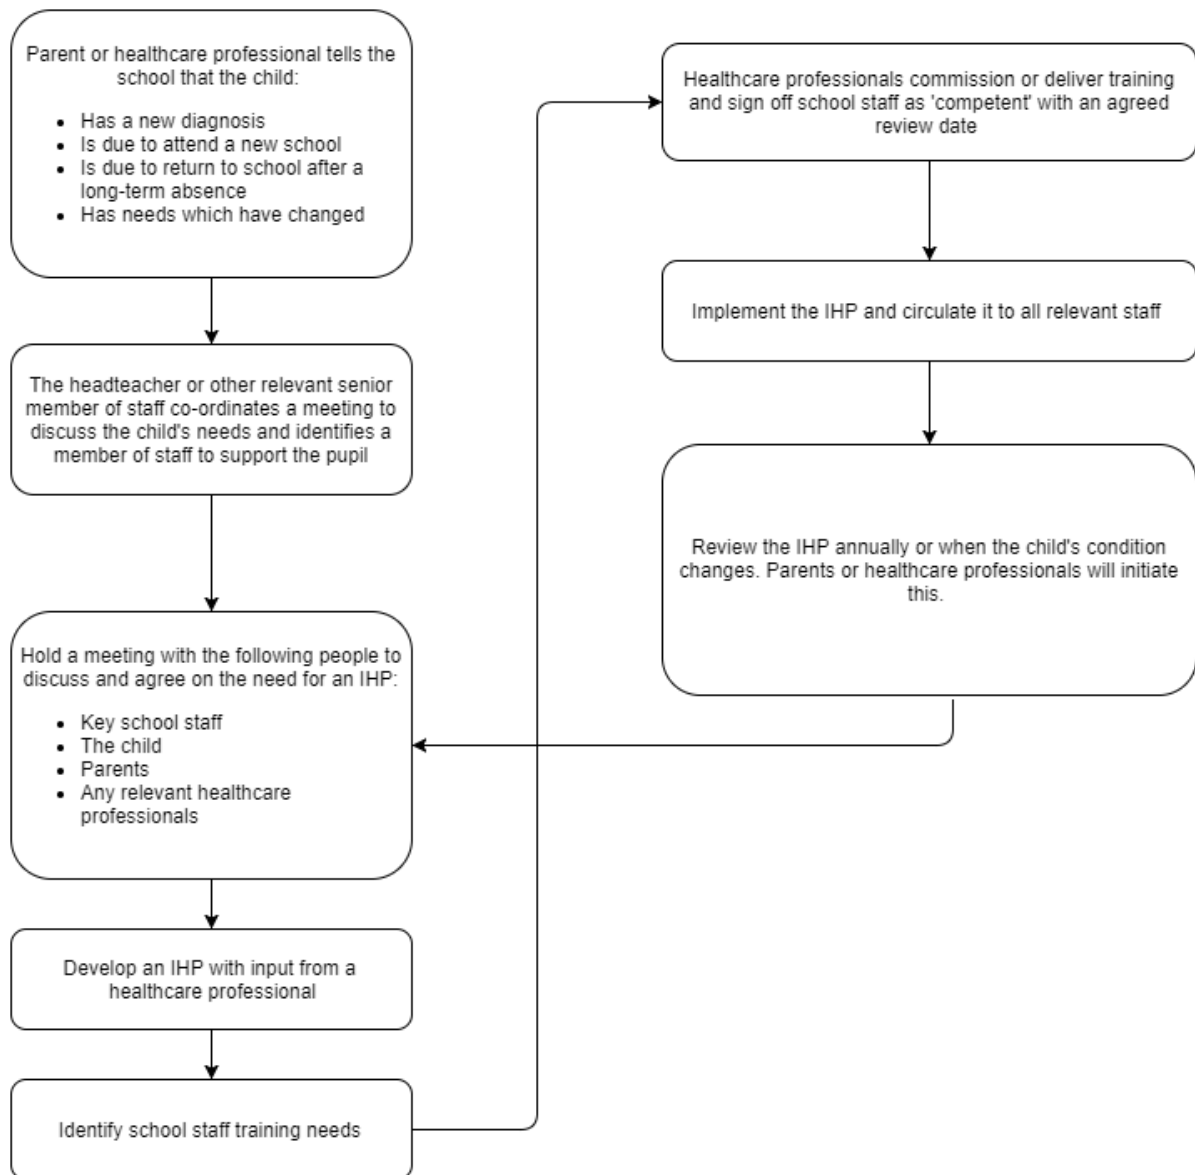 Parent or healthcare professional tells the
school that the child:
• Has a new diagnosis
• Is due to attend a new school
• Is due to return to school after a
long-term absence
• Has needs which have changed
The headteacher or other relevant senior
member of staff co-ordinates a meeting to
discuss the child's needs and identifies a
member of staff to support the pupil
Hold a meeting with the following people to
discuss and agree on the need for an IHP:
• Key school staff
• The child
• Parents
• Any relevant healthcare
professionals
Develop an IHP with input from a
healthcare professional
Identify school staff training needs
Healthcare professionals commission or deliver training
and sign off school staff as 'competent' with an agreed
review date
Implement the IHP and circulate it to all relevant staff
Review the IHP annually or when the child's condition
changes. Parents or healthcare professionals will initiate
this.